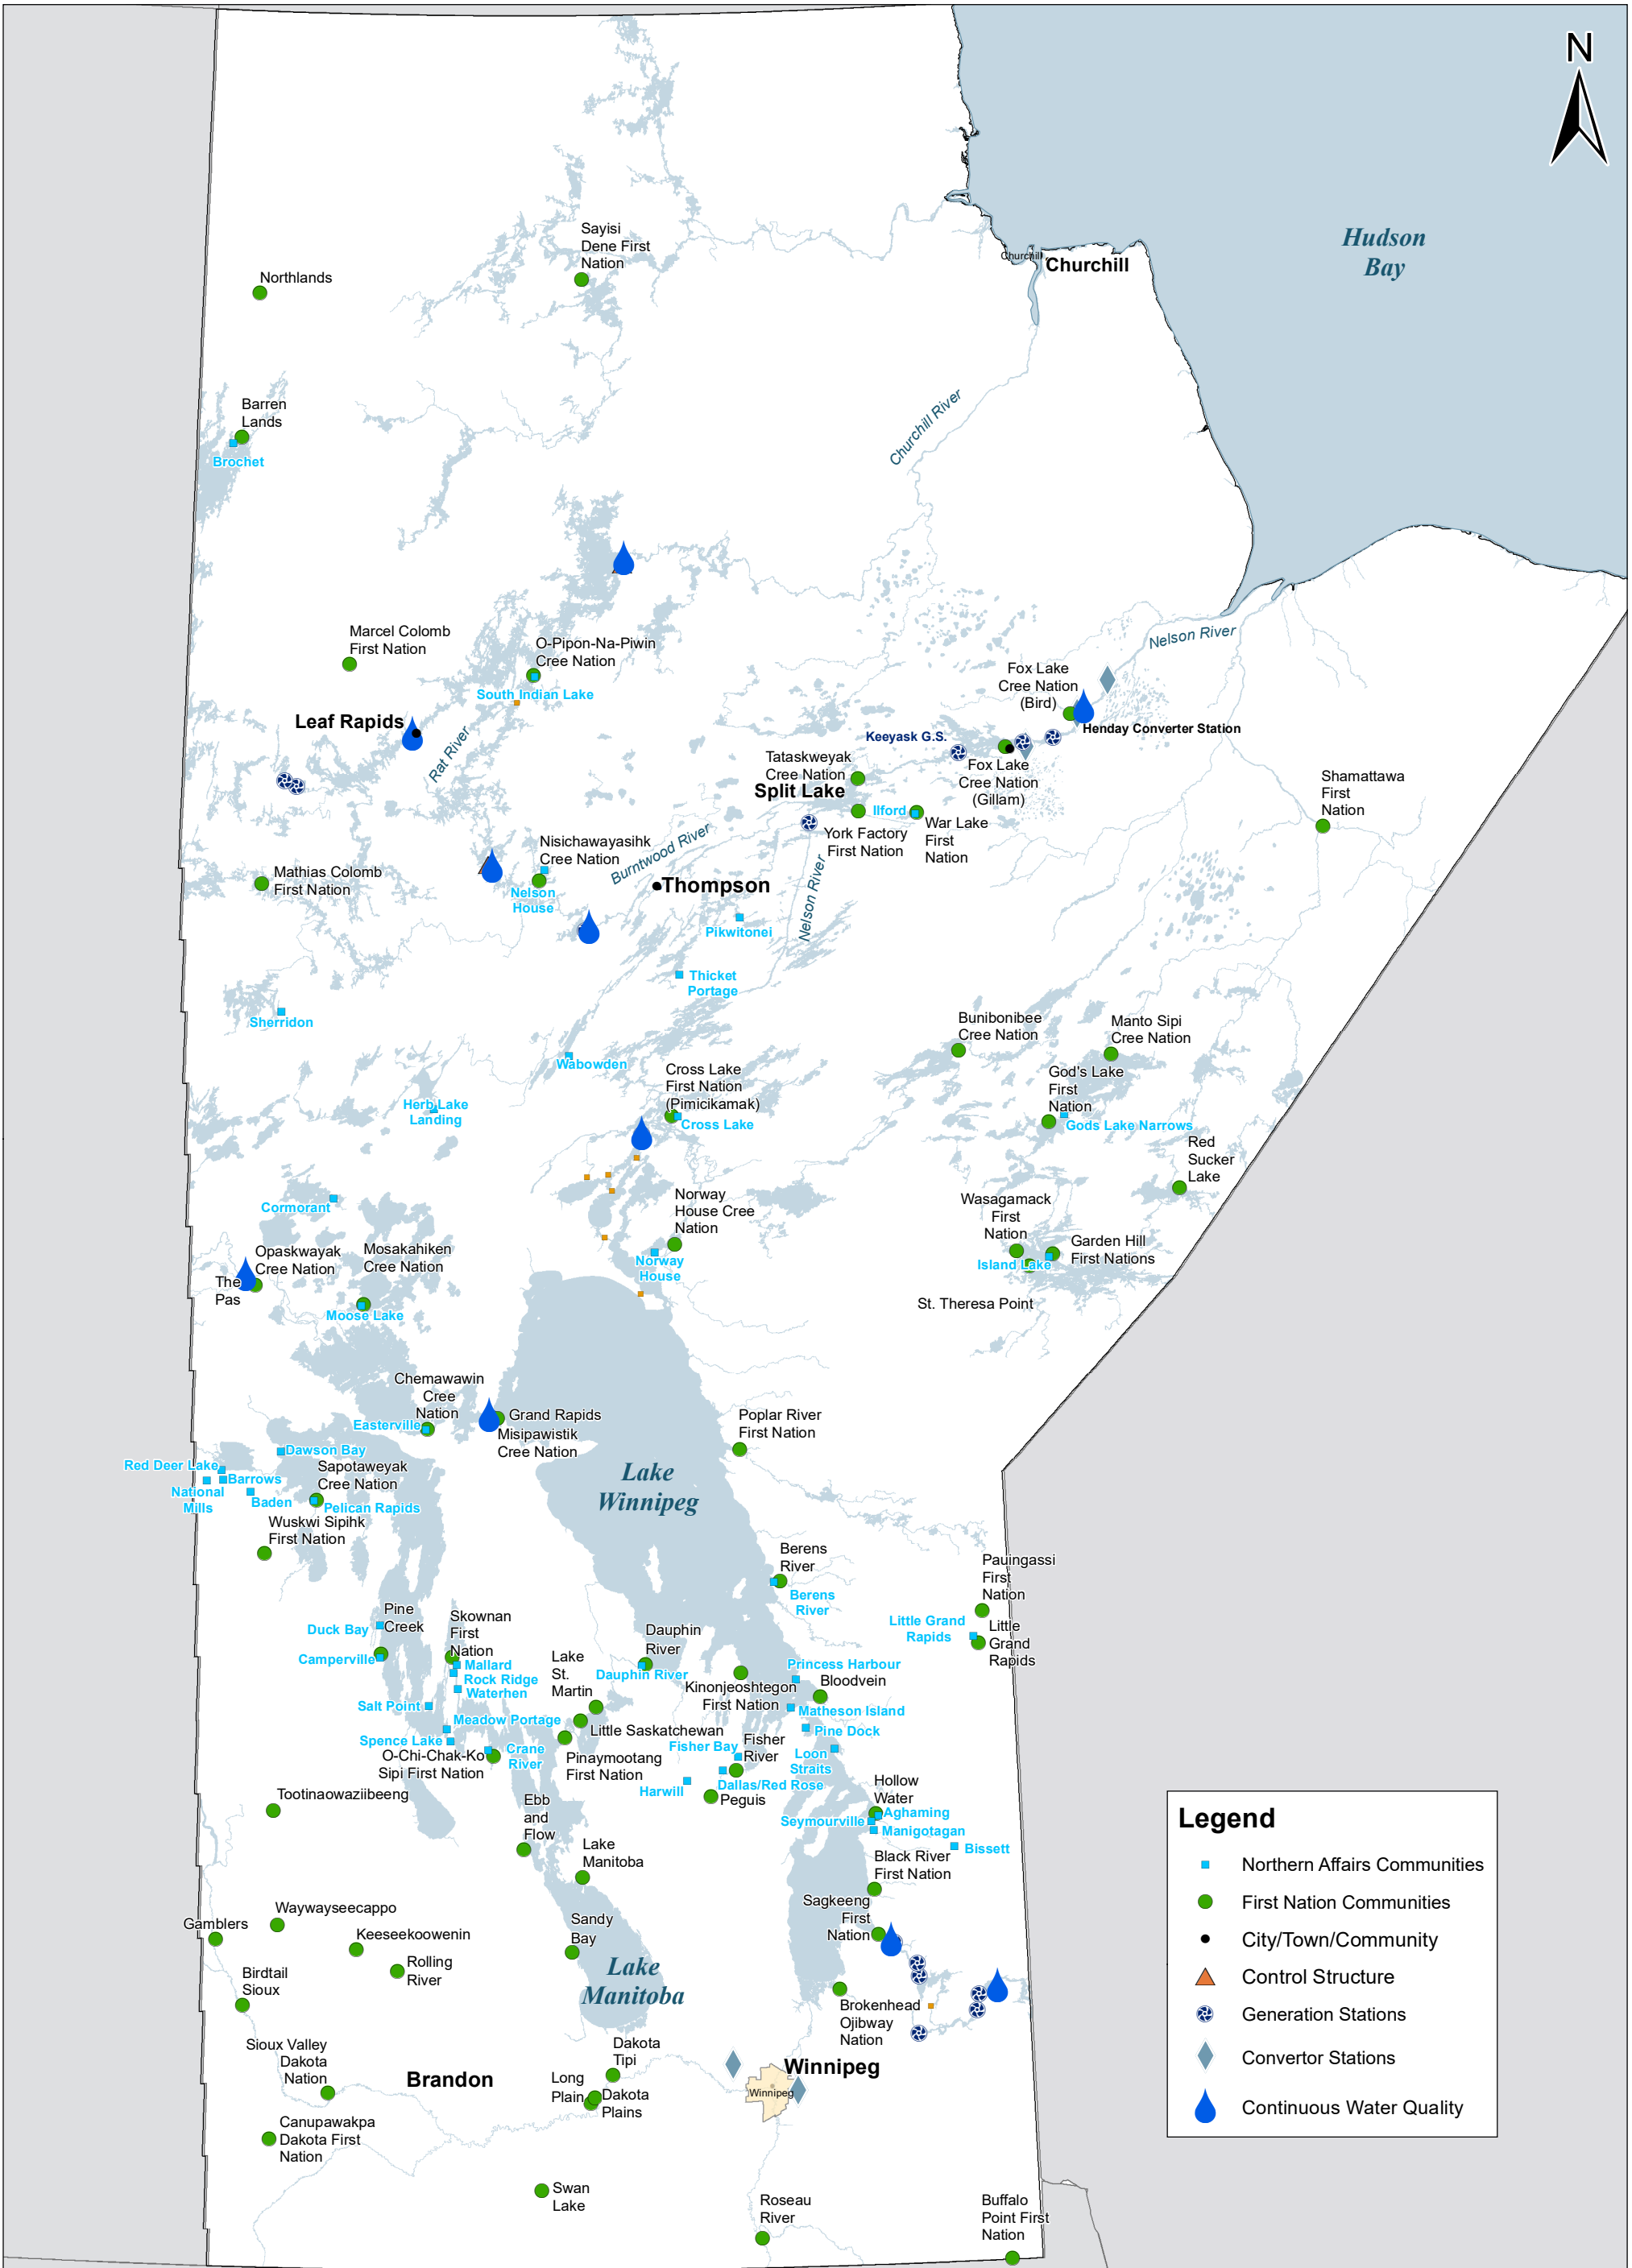 N
Hudson
Bay
Sayisi
Dene First
Nation
Northlands
Churchill
Churchill
Barren
Lands
Brochet
Churchill River
Marcel Colomb
First Nation
O-Pipon-Na-Piwin
Cree Nation
South Indian Lake
Nelson River
Fox Lake
Cree Nation
(Bird)
Leaf Rapids
Rat River
Henday Converter Station
Keeyask G.S.
Tataskweyak
Cree Nation
Split Lake
Fox Lake
Cree Nation
(Gillam)
Shamattawa
First
Nation
Ilford
War Lake
First
Nation
York Factory
First Nation
Nisichawayasihk
Cree Nation
Burntwood River
Nelson
House
Mathias Colomb
First Nation
Thompson
Nelson River
Pikwitonei
Thicket
Portage
Sherridon
Bunibonibee
Cree Nation
Manto Sipi
Cree Nation
Wabowden
Cross Lake
First Nation
(Pimicikamak)
Cross Lake
God's Lake
First
Nation
Gods Lake Narrows
Herb Lake
Landing
Red
Sucker
Lake
Cormorant
Norway
House Cree
Nation
Norway
House
Wasagamack
First
Nation
Garden Hill
First Nations
Island Lake
St. Theresa Point
Opaskwayak
Cree Nation
The
Pas
Mosakahiken
Cree Nation
Moose Lake
Chemawawin
Cree
Nation
Easterville
Grand Rapids
Misipawistik
Cree Nation
Poplar River
First Nation
Dawson Bay
Red Deer Lake
Barrows
National
Mills
Baden
Sapotaweyak
Cree Nation
Pelican Rapids
Lake
Winnipeg
Wuskwi Sipihk
First Nation
Berens
River
Berens
River
Pauingassi
First
Nation
Little Grand
Rapids
Little
Grand
Rapids
Pine
Creek
Duck Bay
Camperville
Skownan
First
Nation
Mallard
Rock Ridge
Waterhen
Lake
St.
Martin
Dauphin
River
Dauphin River
Princess Harbour
Bloodvein
Kinonjeoshtegon
First Nation
Salt Point
Matheson Island
Meadow Portage
Pine Dock
Little Saskatchewan
Spence Lake
O-Chi-Chak-Ko
Sipi First Nation
Crane
River
Pinaymootang
First Nation
Fisher Bay
Fisher
River
Loon
Straits
Harwill
Dallas/Red Rose
Peguis
Tootinaowaziibeeng
Ebb
and
Flow
Hollow
Water
Aghaming
Seymourville
Manigotagan
Bissett
Lake
Manitoba
Black River
First Nation
Sagkeeng
First
Nation
Waywayseecappo
Gamblers
Keeseekoowenin
Sandy
Bay
Rolling
River
Lake
Manitoba
Birdtail
Sioux
Brokenhead
Ojibway
Nation
Sioux Valley
Dakota
Nation
Dakota
Tipi
Brandon
Winnipeg
Winnipeg
Long
Plain
Dakota
Plains
Canupawakpa
Dakota First
Nation
Swan
Lake
Roseau
River
Buffalo
Point First
Nation
Legend
Northern Affairs Communities
First Nation Communities
City/Town/Community
Control Structure
Generation Stations
Convertor Stations
Continuous Water Quality